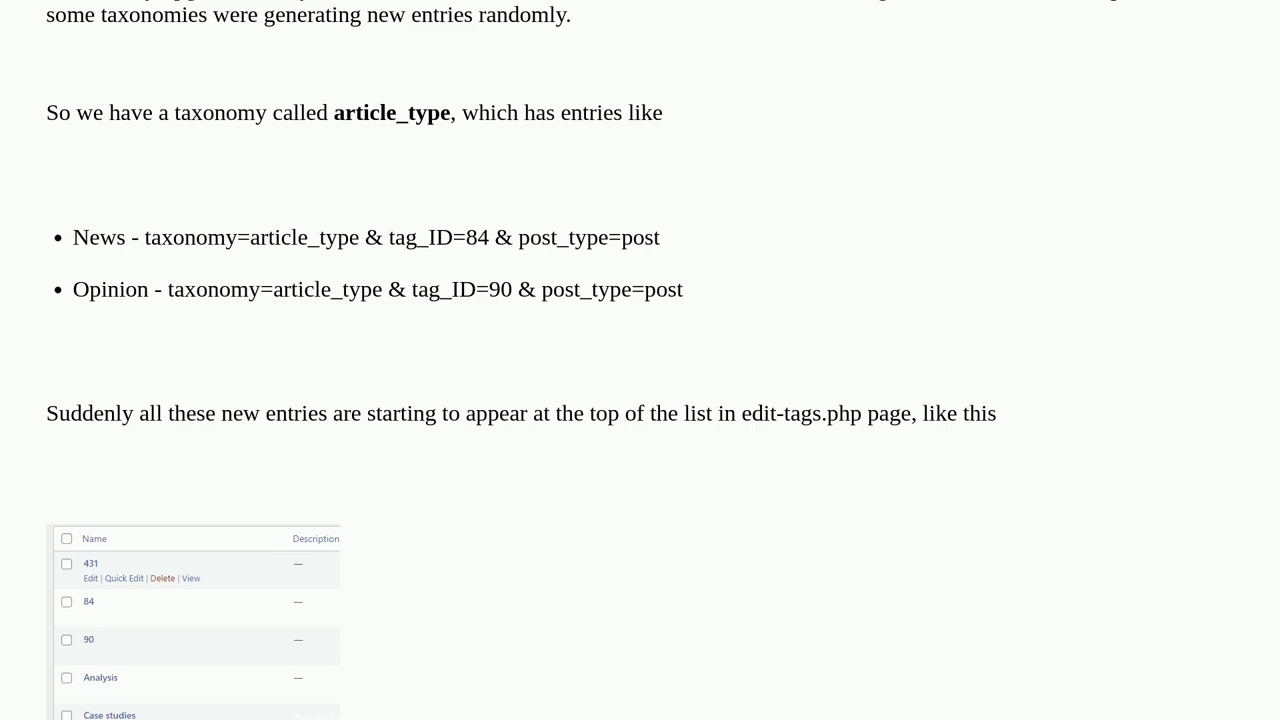 some taxonomies were generating new entries randomly.
So we have a taxonomy called article_type, which has entries like
• News - taxonomy=article_type & tag_ID=84 & post_type=post
• Opinion - taxonomy=article_type & tag_ID=90 & post_type=post
Suddenly all these new entries are starting to appear at the top of the list in edit-tags.php page, like this
Name Description
431 —
Edit | Quick Edit | Delete | View
84 —
90 —
Analysis —
Case studies